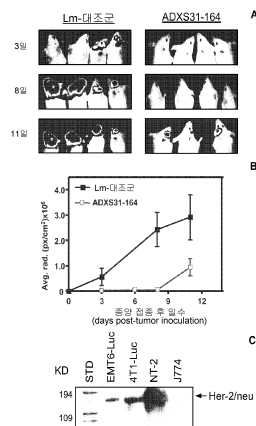 A
Lm-대조군 ADXS31-164
3일
8일
11일
B
Lm-대조군
ADXS31-164
Avg. rad. (px/cm²)x10⁶
4.0
3.0
2.0
1.0
0
0 3 6 9 12
종양 접종 후 일수
(days post-tumor inoculation)
C
KD STD EMT6-Luc 4T1-Luc NT-2 J774
194 Her-2/neu
109